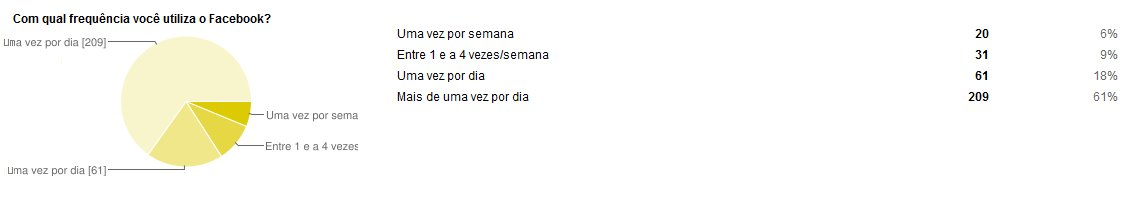 Com qual frequência você utiliza o Facebook?
Uma vez por dia [209]
Uma vez por sema
Entre 1 e a 4 vezes
Uma vez por dia [61]
Uma vez por semana 20 6%
Entre 1 e a 4 vezes/semana 31 9%
Uma vez por dia 61 18%
Mais de uma vez por dia 209 61%